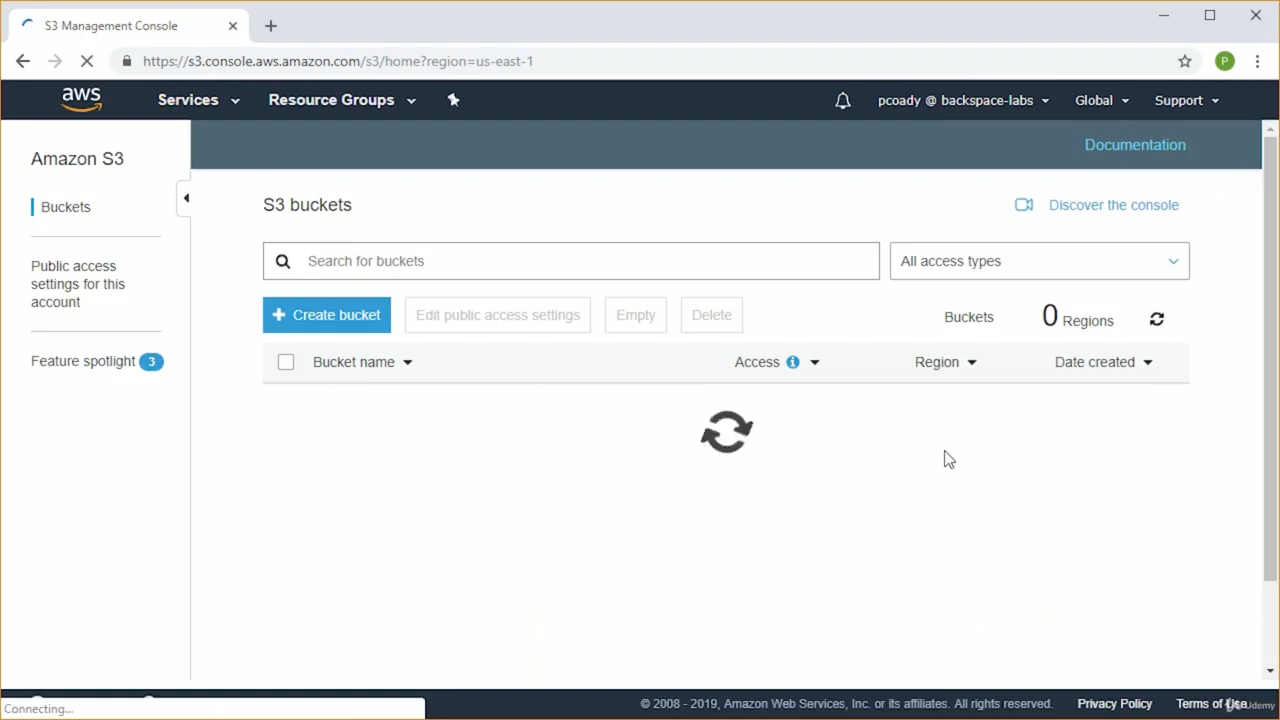 S3 Management Console
https://s3.console.aws.amazon.com/s3/home?region=us-east-1
P
aws
Services
Resource Groups
pcoady @ backspace-labs
Global
Support
Amazon S3
Documentation
Buckets
S3 buckets
Discover the console
Search for buckets
All access types
Public access
settings for this
account
Create bucket
Edit public access settings
Empty
Delete
Buckets
0 Regions
Feature spotlight 3
Bucket name
Access
Region
Date created
Connecting...
© 2008 - 2019, Amazon Web Services, Inc. or its affiliates. All rights reserved.
Privacy Policy
Terms of Use
Udemy